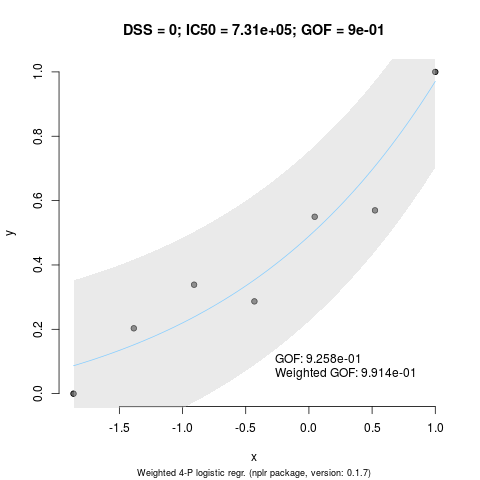 DSS = 0; IC50 = 7.31e+05; GOF = 9e-01
1.0
0.8
0.6
0.4
0.2
0.0
y
GOF: 9.258e-01
Weighted GOF: 9.914e-01
-1.5 -1.0 -0.5 0.0 0.5 1.0
x
Weighted 4-P logistic regr. (nplr package, version: 0.1.7)